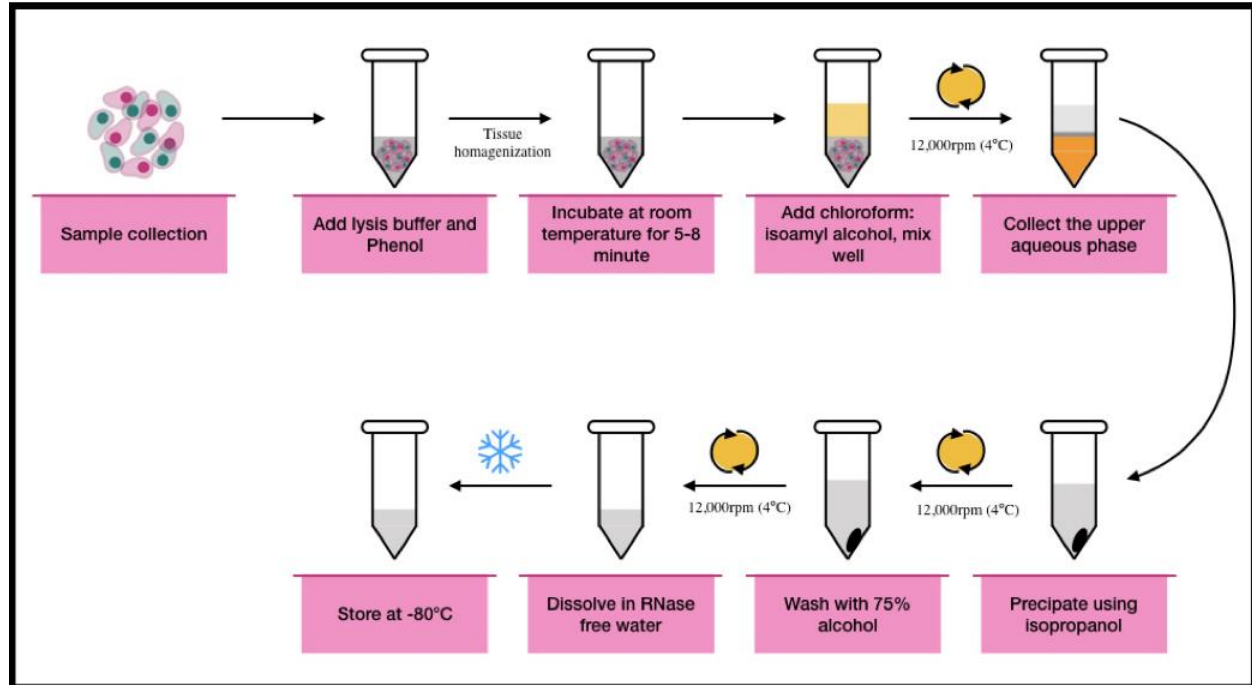 Tissue
homagenization
12,000rpm (4°C)
Sample collection
Add lysis buffer and
Phenol
Incubate at room
temperature for 5-8
minute
Add chloroform:
isoamyl alcohol, mix
well
Collect the upper
aqueous phase
12,000rpm (4°C)
12,000rpm (4°C)
Store at -80°C
Dissolve in RNase
free water
Wash with 75%
alcohol
Precipate using
isopropanol